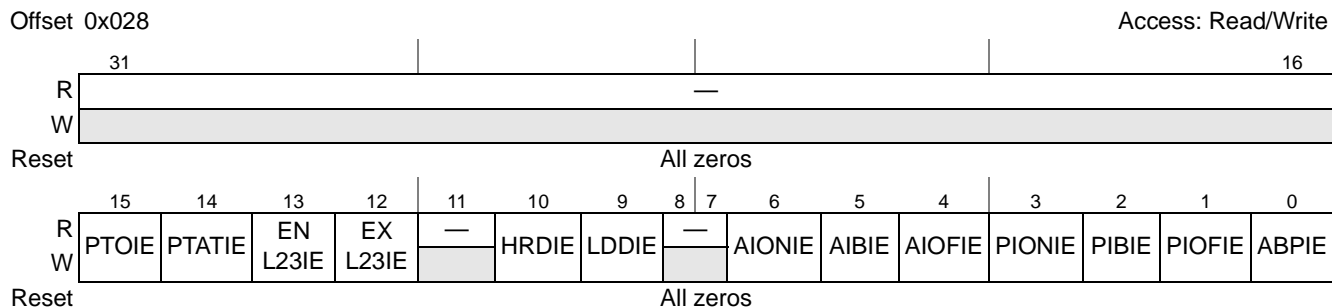 Offset 0x028 Access: Read/Write
31 16
R —
W
Reset All zeros
15 14 13 12 11 10 9 8 7 6 5 4 3 2 1 0
R PTOIE PTATIE EN L23IE EX L23IE — HRDIE LDDIE — AIONIE AIBIE AIOFIE PIONIE PIBIE PIOFIE ABPIE
W
Reset All zeros